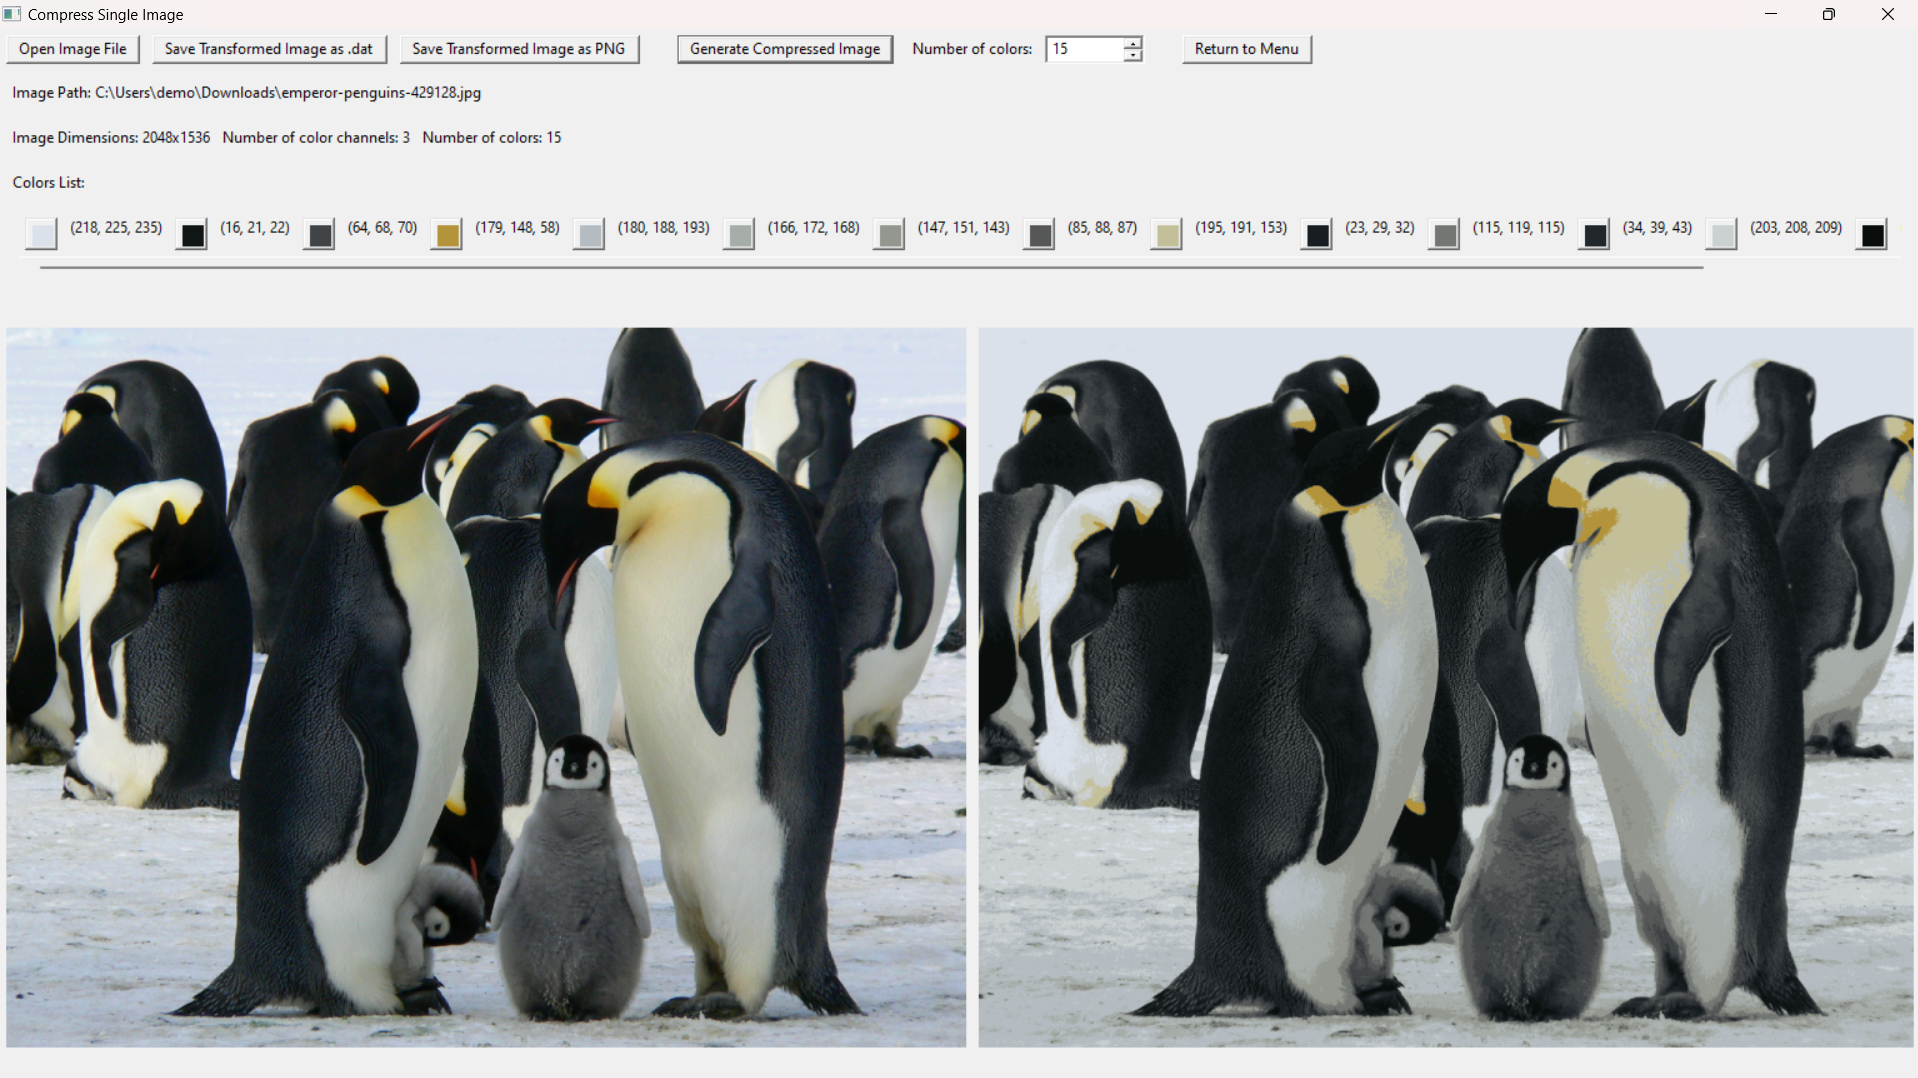 Compress Single Image
Open Image File Save Transformed Image as .dat Save Transformed Image as PNG Generate Compressed Image Number of colors: 15 Return to Menu
Image Path: C:\Users\demo\Downloads\emperor-penguins-429128.jpg
Image Dimensions: 2048x1536 Number of color channels: 3 Number of colors: 15
Colors List:
(218, 225, 235) (16, 21, 22) (64, 68, 70) (179, 148, 58) (180, 188, 193) (166, 172, 168) (147, 151, 143) (85, 88, 87) (195, 191, 153) (23, 29, 32) (115, 119, 115) (34, 39, 43) (203, 208, 209)